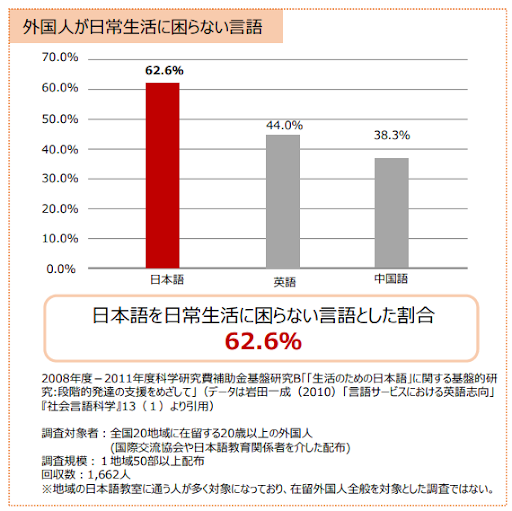 外国人が日常生活に困らない言語
70.0%
60.0%
50.0%
40.0%
30.0%
20.0%
10.0%
0.0%
62.6%
44.0%
38.3%
日本語
英語
中国語
日本語を日常生活に困らない言語とした割合
62.6%
2008年度－2011年度科学研究費補助金基盤研究B「「生活のための日本語」に関する基盤的研
究:段階的発達の支援をめざして」（データは岩田一成（2010）「言語サービスにおける英語志向」
『社会言語科学』13（１）より引用）
調査対象者：全国20地域に在留する20歳以上の外国人
(国際交流協会や日本語教育関係者を介した配布)
調査規模：１地域50部以上配布
回収数：1,662人
※地域の日本語教室に通う人が多く対象になっており、在留外国人全般を対象とした調査ではない。